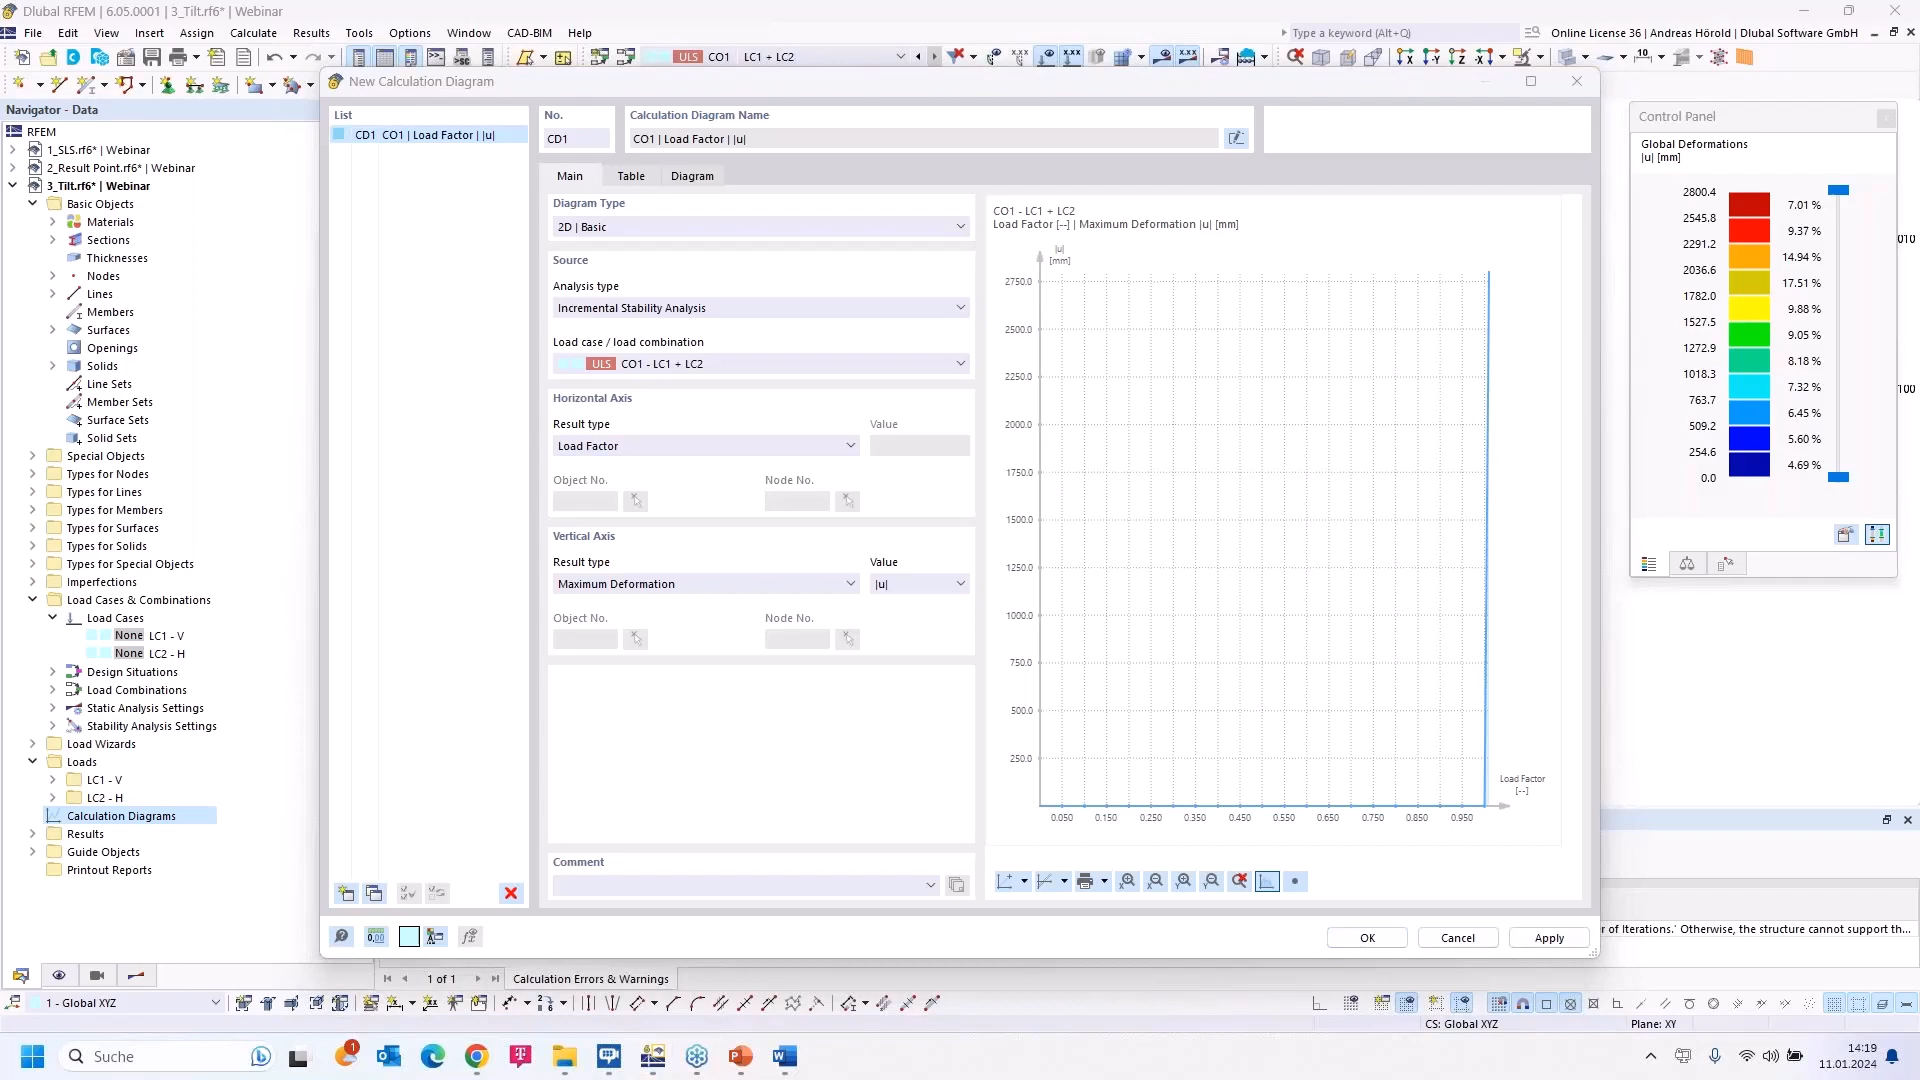 Dlubal RFEM | 6.05.0001 | 3_Tilt.rf6* | Webinar
File Edit View Insert Assign Calculate Results Tools Options Window CAD-BIM Help
Type a keyword (Alt+Q)
Online License 36 | Andreas Hörold | Dlubal Software GmbH
ULS CO1 LC1 + LC2
Navigator - Data
RFEM
1_SLS.rf6* | Webinar
2_Result Point.rf6* | Webinar
3_Tilt.rf6* | Webinar
Basic Objects
Materials
Sections
Thicknesses
Nodes
Lines
Members
Surfaces
Openings
Solids
Line Sets
Member Sets
Surface Sets
Solid Sets
Special Objects
Types for Nodes
Types for Lines
Types for Members
Types for Surfaces
Types for Solids
Types for Special Objects
Imperfections
Load Cases & Combinations
Load Cases
None LC1 - V
None LC2 - H
Design Situations
Load Combinations
Static Analysis Settings
Stability Analysis Settings
Load Wizards
Loads
LC1 - V
LC2 - H
Calculation Diagrams
Results
Guide Objects
Printout Reports
New Calculation Diagram
List
CD1 CO1 | Load Factor | |u|
No.
CD1
Calculation Diagram Name
CO1 | Load Factor | |u|
Main Table Diagram
Diagram Type
2D | Basic
Source
Analysis type
Incremental Stability Analysis
Load case / load combination
ULS CO1 - LC1 + LC2
Horizontal Axis
Result type Value
Load Factor
Object No. Node No.
Vertical Axis
Result type Value
Maximum Deformation |u|
Object No. Node No.
Comment
CO1 - LC1 + LC2
Load Factor [--] | Maximum Deformation |u| [mm]
|u|
[mm]
2750.0
2500.0
2250.0
2000.0
1750.0
1500.0
1250.0
1000.0
750.0
500.0
250.0
Load Factor
[--]
0.050 0.150 0.250 0.350 0.450 0.550 0.650 0.750 0.850 0.950
OK Cancel Apply
Control Panel
Global Deformations
|u| [mm]
2800.4
7.01 %
2545.8
9.37 %
2291.2
14.94 %
2036.6
17.51 %
1782.0
9.88 %
1527.5
9.05 %
1272.9
8.18 %
1018.3
7.32 %
763.7
6.45 %
509.2
5.60 %
254.6
4.69 %
0.0
010
100
r of Iterations.' Otherwise, the structure cannot support th...
1 of 1 Calculation Errors & Warnings
1 - Global XYZ
CS: Global XYZ Plane: XY
Suche
1
14:19
11.01.2024